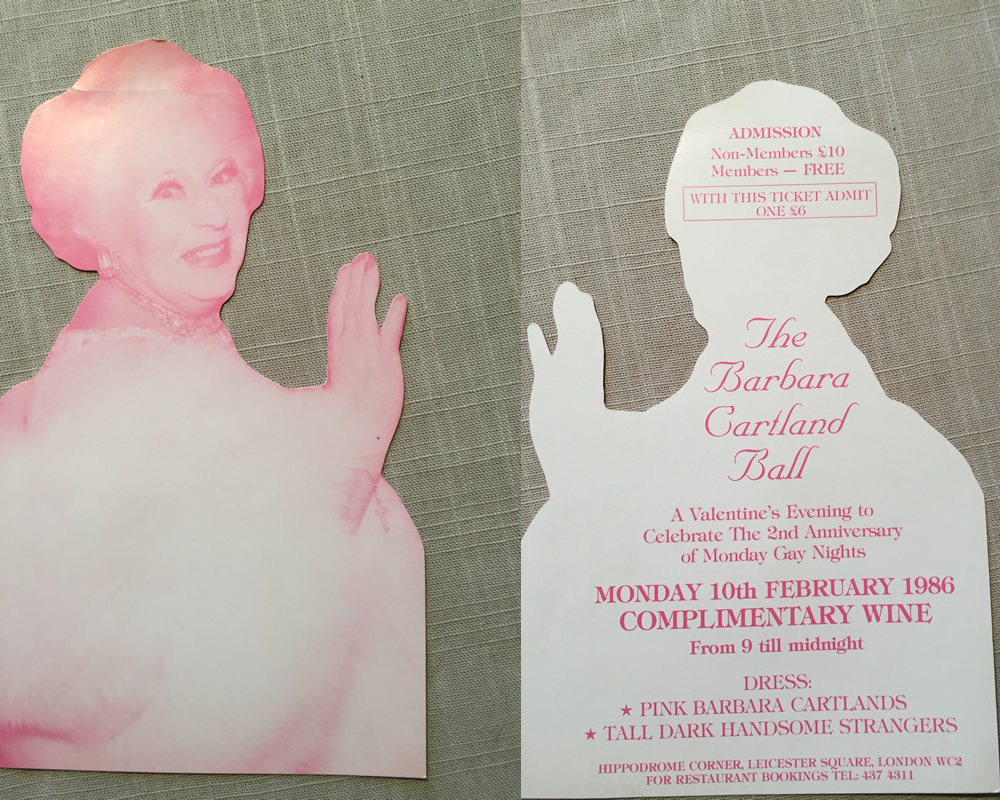 ADMISSION
Non-Members £10
Members — FREE
WITH THIS TICKET ADMIT
ONE £6
The
Barbara
Cartland
Ball
A Valentine's Evening to
Celebrate The 2nd Anniversary
of Monday Gay Nights
MONDAY 10th FEBRUARY 1986
COMPLIMENTARY WINE
From 9 till midnight
DRESS:
★ PINK BARBARA CARTLANDS
★ TALL DARK HANDSOME STRANGERS
HIPPODROME CORNER, LEICESTER SQUARE, LONDON WC2
FOR RESTAURANT BOOKINGS TEL: 437 4311